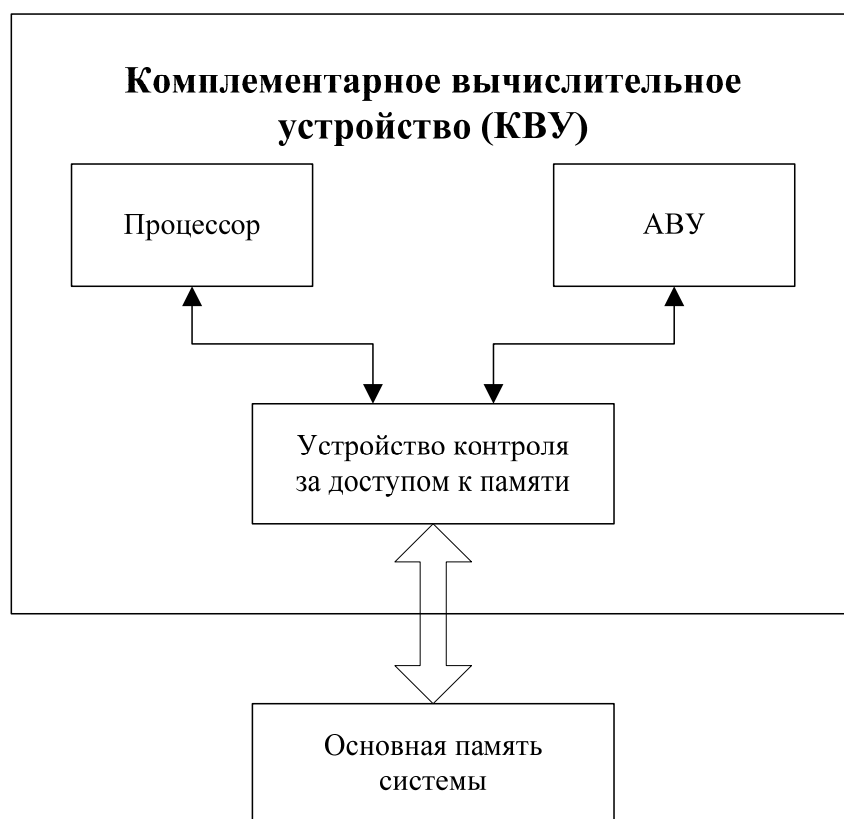 Комплементарное вычислительное
устройство (КВУ)
Процессор
АВУ
Устройство контроля
за доступом к памяти
Основная память
системы